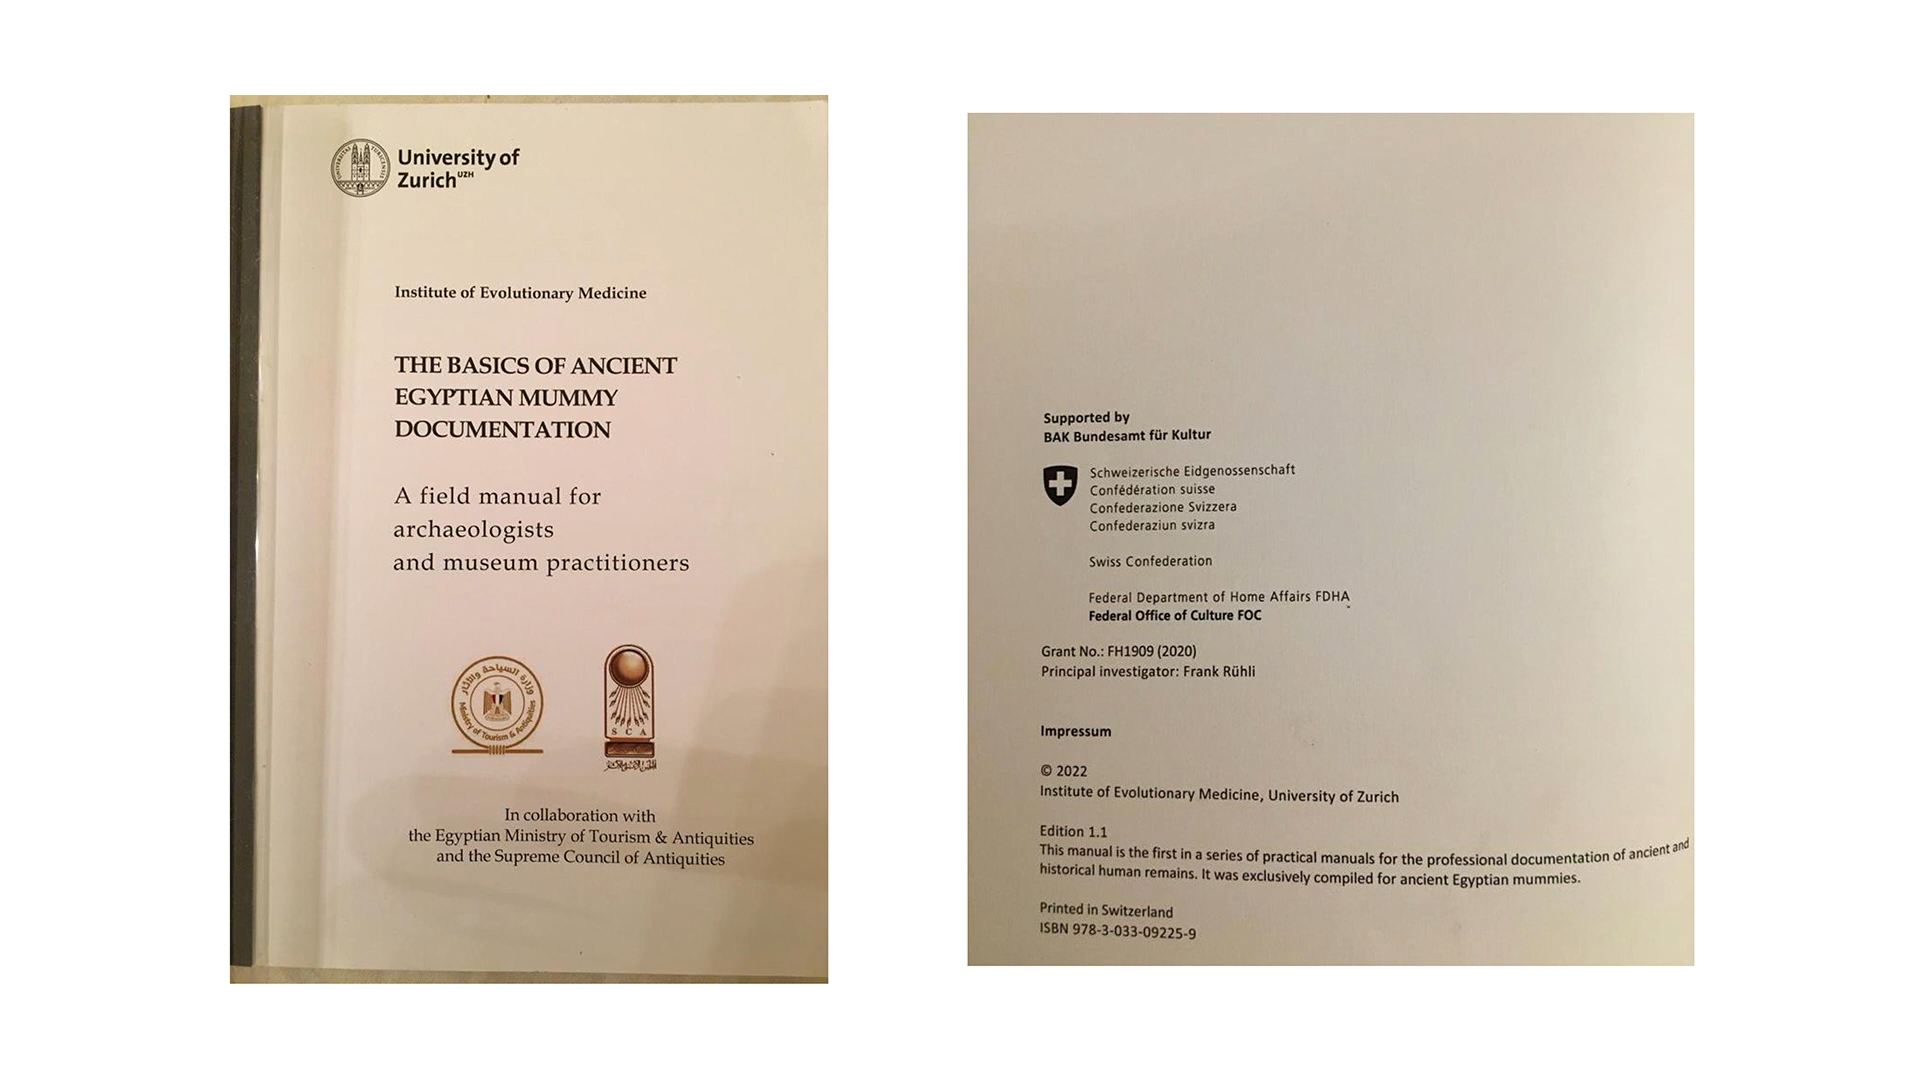 University of
Zurich UZH
UNIVERSITAS TURICENSIS
Institute of Evolutionary Medicine
THE BASICS OF ANCIENT
EGYPTIAN MUMMY
DOCUMENTATION
A field manual for
archaeologists
and museum practitioners
وزارة السياحة والآثار
Ministry of Tourism & Antiquities
SCA
In collaboration with
the Egyptian Ministry of Tourism & Antiquities
and the Supreme Council of Antiquities
Supported by
BAK Bundesamt für Kultur
Schweizerische Eidgenossenschaft
Confédération suisse
Confederazione Svizzera
Confederaziun svizra
Swiss Confederation
Federal Department of Home Affairs FDHA
Federal Office of Culture FOC
Grant No.: FH1909 (2020)
Principal investigator: Frank Rühli
Impressum
© 2022
Institute of Evolutionary Medicine, University of Zurich
Edition 1.1
This manual is the first in a series of practical manuals for the professional documentation of ancient and
historical human remains. It was exclusively compiled for ancient Egyptian mummies.
Printed in Switzerland
ISBN 978-3-033-09225-9